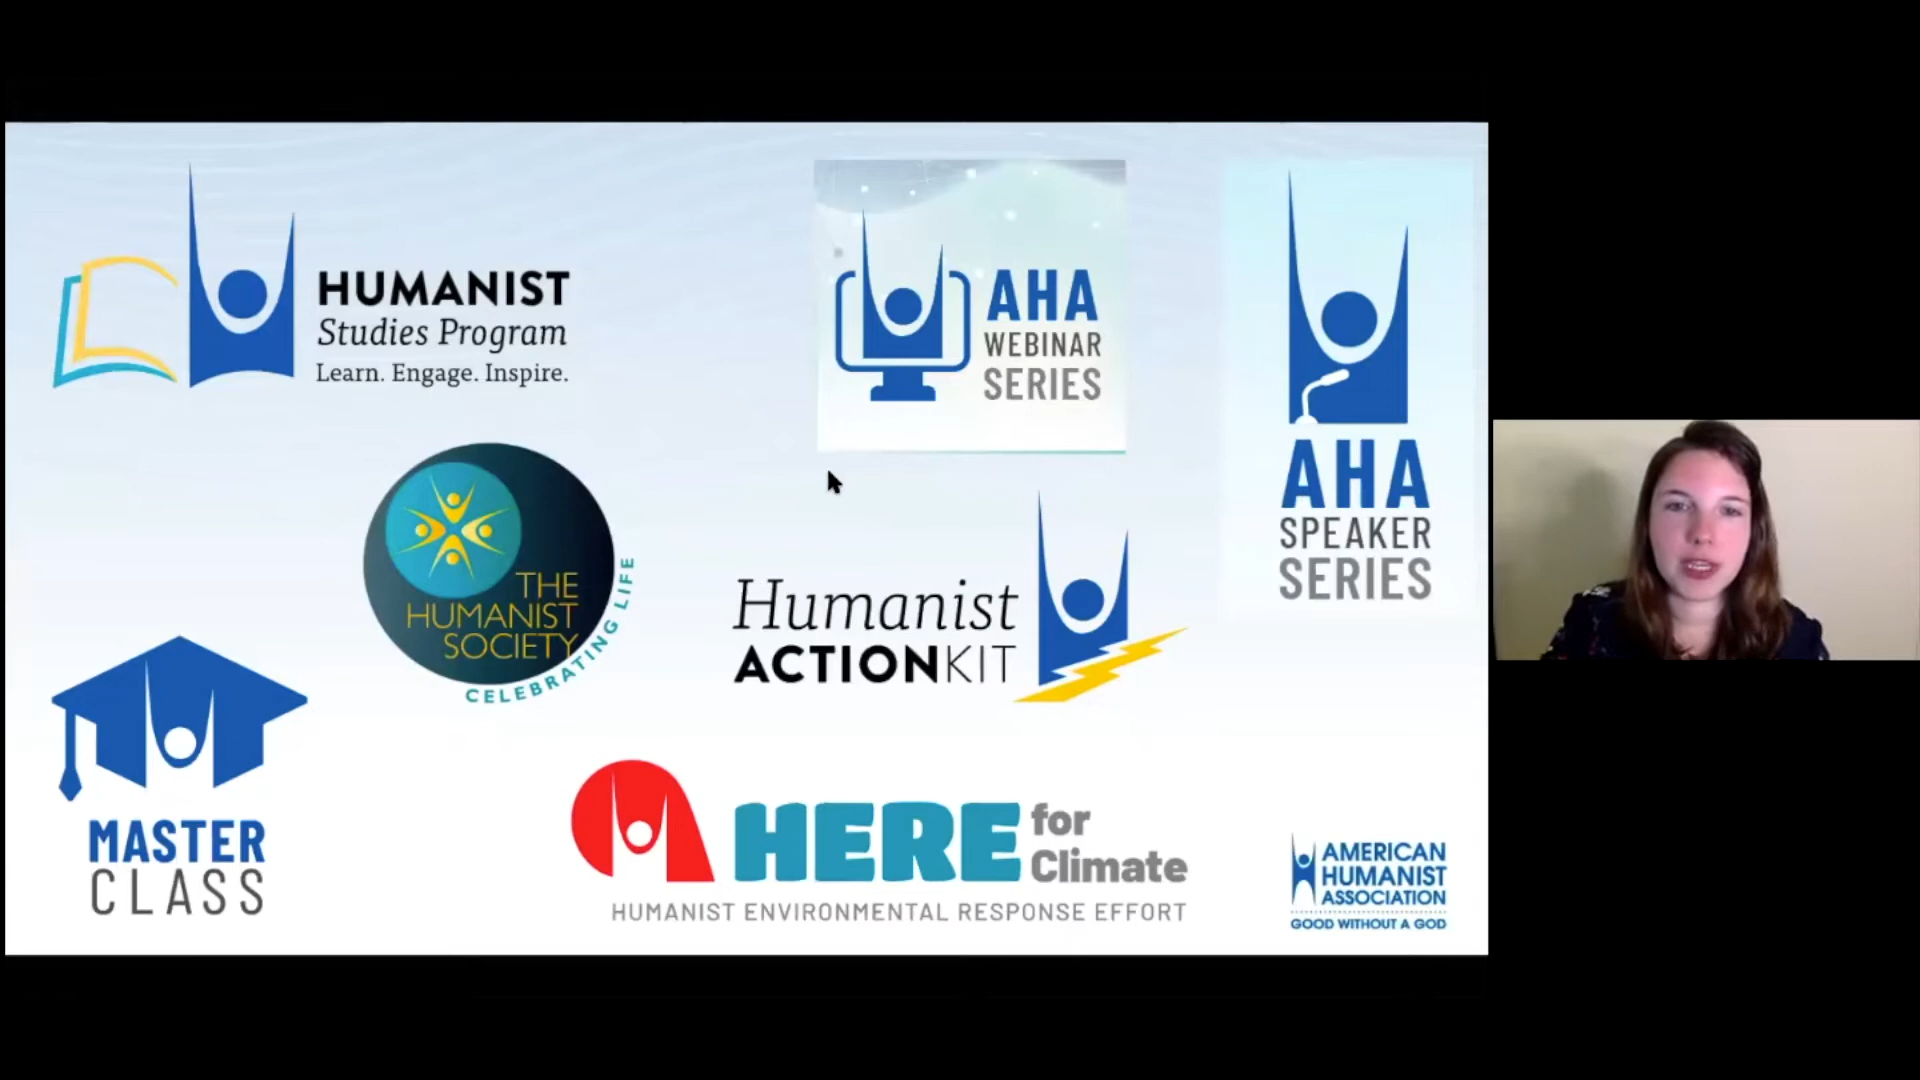 HUMANIST
Studies Program
Learn. Engage. Inspire.
AHA
WEBINAR
SERIES
AHA
SPEAKER
SERIES
THE
HUMANIST
SOCIETY
CELEBRATING LIFE
Humanist
ACTIONKIT
MASTER
CLASS
HERE for
Climate
HUMANIST ENVIRONMENTAL RESPONSE EFFORT
AMERICAN
HUMANIST
ASSOCIATION
GOOD WITHOUT A GOD